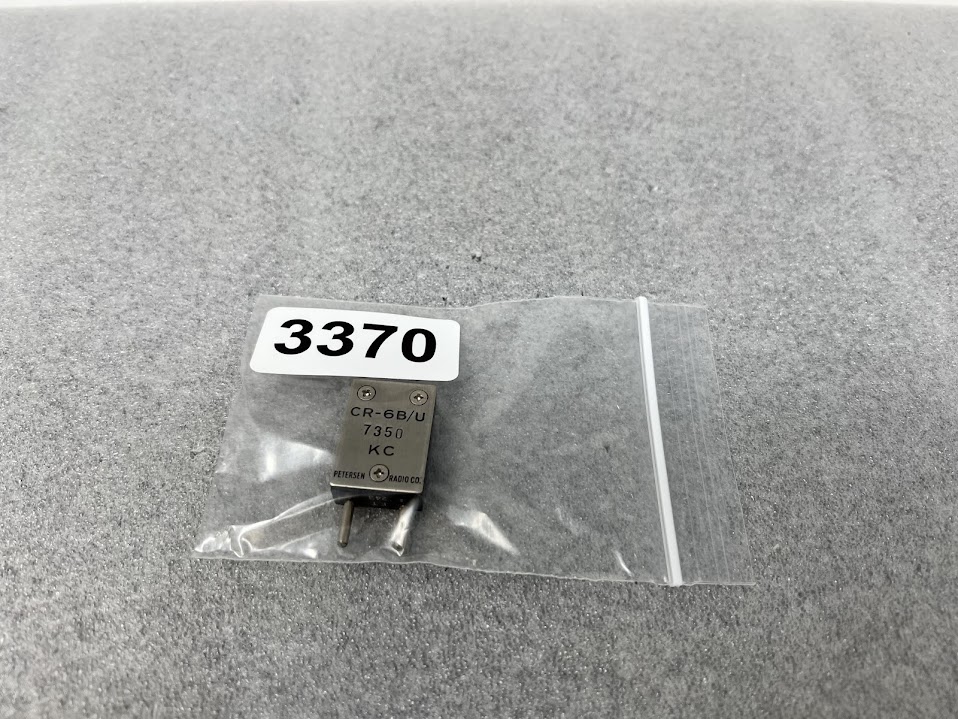 3370
CR-6B/U
7350
KC
PETERSEN RADIO CO.